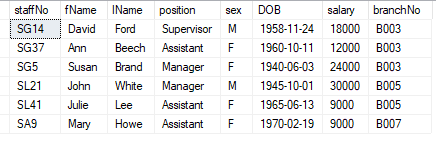 staffNo fName lName position sex DOB salary branchNo
SG14 David Ford Supervisor M 1958-11-24 18000 B003
SG37 Ann Beech Assistant F 1960-10-11 12000 B003
SG5 Susan Brand Manager F 1940-06-03 24000 B003
SL21 John White Manager M 1945-10-01 30000 B005
SL41 Julie Lee Assistant F 1965-06-13 9000 B005
SA9 Mary Howe Assistant F 1970-02-19 9000 B007